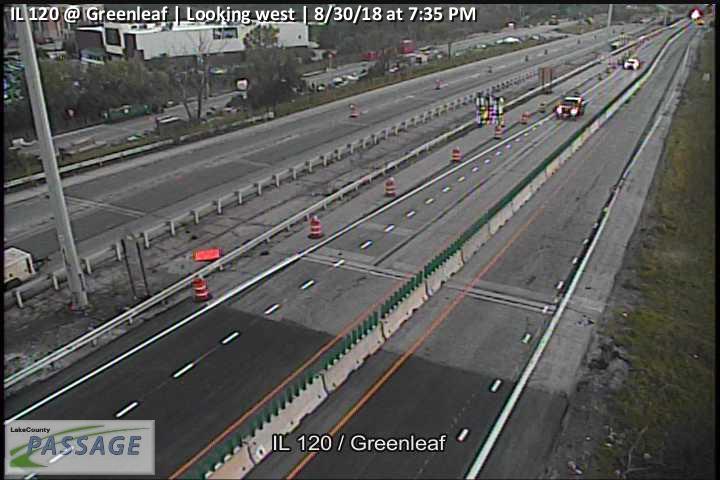 IL 120 @ Greenleaf | Looking west | 8/30/18 at 7:35 PM
IL 120 / Greenleaf
LakeCounty
PASSAGE